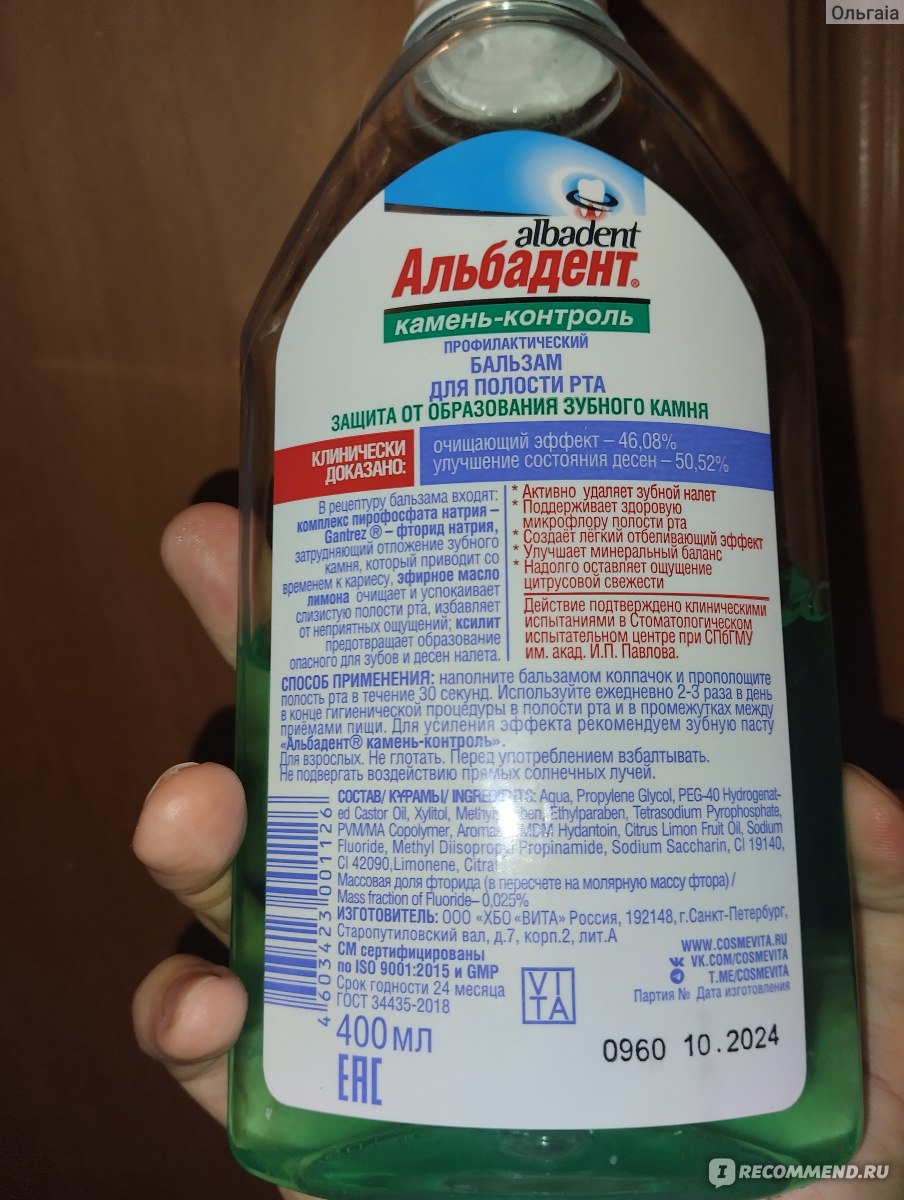 Ольгаia
albadent
Альбадент®
камень-контроль
ПРОФИЛАКТИЧЕСКИЙ
БАЛЬЗАМ
ДЛЯ ПОЛОСТИ РТА
ЗАЩИТА ОТ ОБРАЗОВАНИЯ ЗУБНОГО КАМНЯ
КЛИНИЧЕСКИ
ДОКАЗАНО:
очищающий эффект – 46,08%
улучшение состояния десен – 50,52%
В рецептуру бальзама входят:
комплекс пирофосфата натрия –
Gantrez ® – фторид натрия,
затрудняющий отложение зубного
камня, который приводит со
временем к кариесу, эфирное масло
лимона очищает и успокаивает
слизистую полости рта, избавляет
от неприятных ощущений; ксилит
предотвращает образование
опасного для зубов и десен налета.
* Активно удаляет зубной налет
* Поддерживает здоровую
микрофлору полости рта
* Создаёт лёгкий отбеливающий эффект
* Улучшает минеральный баланс
* Надолго оставляет ощущение
цитрусовой свежести
Действие подтверждено клиническими
испытаниями в Стоматологическом
испытательном центре при СПбГМУ
им. акад. И.П. Павлова.
СПОСОБ ПРИМЕНЕНИЯ: наполните бальзамом колпачок и прополощите
полость рта в течение 30 секунд. Используйте ежедневно 2-3 раза в день
в конце гигиенической процедуры в полости рта и в промежутках между
приёмами пищи. Для усиления эффекта рекомендуем зубную пасту
«Альбадент® камень-контроль».
Для взрослых. Не глотать. Перед употреблением взбалтывать.
Не подвергать воздействию прямых солнечных лучей.
СОСТАВ/ ҚҰРАМЫ/ INGREDIENTS: Aqua, Propylene Glycol, PEG-40 Hydrogenat-
ed Castor Oil, Xylitol, Ethylparaben, Tetrasodium Pyrophosphate,
PVM/MA Copolymer, Hydantoin, Citrus Limon Fruit Oil, Sodium
Fluoride, Methyl Diisopropyl Propinamide, Sodium Saccharin, CI 19140,
CI 42090,Limonene, Citral
Массовая доля фторида (в пересчете на молярную массу фтора) /
Mass fraction of Fluoride– 0,025%
ИЗГОТОВИТЕЛЬ: ООО «ХБО «ВИТА» Россия, 192148, г.Санкт-Петербург,
Старопутиловский вал, д.7, корп.2, лит.А
СМ сертифицированы
по ISO 9001:2015 и GMP
Срок годности 24 месяца
ГОСТ 34435-2018
400 мл
EAC
4 603423 001126
VITA
WWW.COSMEVITA.RU
VK.COM/COSMEVITA
T.ME/COSMEVITA
Партия № Дата изготовления
0960 10.2024
IRECOMMEND.RU